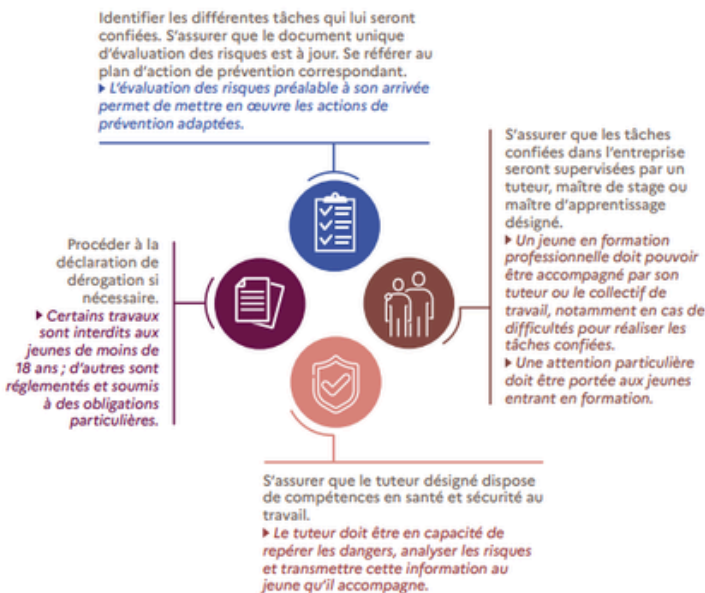 Identifier les différentes tâches qui lui seront
confiées. S'assurer que le document unique
d'évaluation des risques est à jour. Se référer au
plan d'action de prévention correspondant.
▸ L'évaluation des risques préalable à son arrivée
permet de mettre en œuvre les actions de
prévention adaptées.
S'assurer que les tâches
confiées dans l'entreprise
seront supervisées par un
tuteur, maître de stage ou
maître d'apprentissage
désigné.
▸ Un jeune en formation
professionnelle doit pouvoir
être accompagné par son
tuteur ou le collectif de
travail, notamment en cas de
difficultés pour réaliser les
tâches confiées.
▸ Une attention particulière
doit être portée aux jeunes
entrant en formation.
Procéder à la
déclaration de
dérogation si
nécessaire.
▸ Certains travaux
sont interdits aux
jeunes de moins de
18 ans ; d'autres sont
réglementés et soumis
à des obligations
particulières.
S'assurer que le tuteur désigné dispose
de compétences en santé et sécurité au
travail.
▸ Le tuteur doit être en capacité de
repérer les dangers, analyser les risques
et transmettre cette information au
jeune qu'il accompagne.